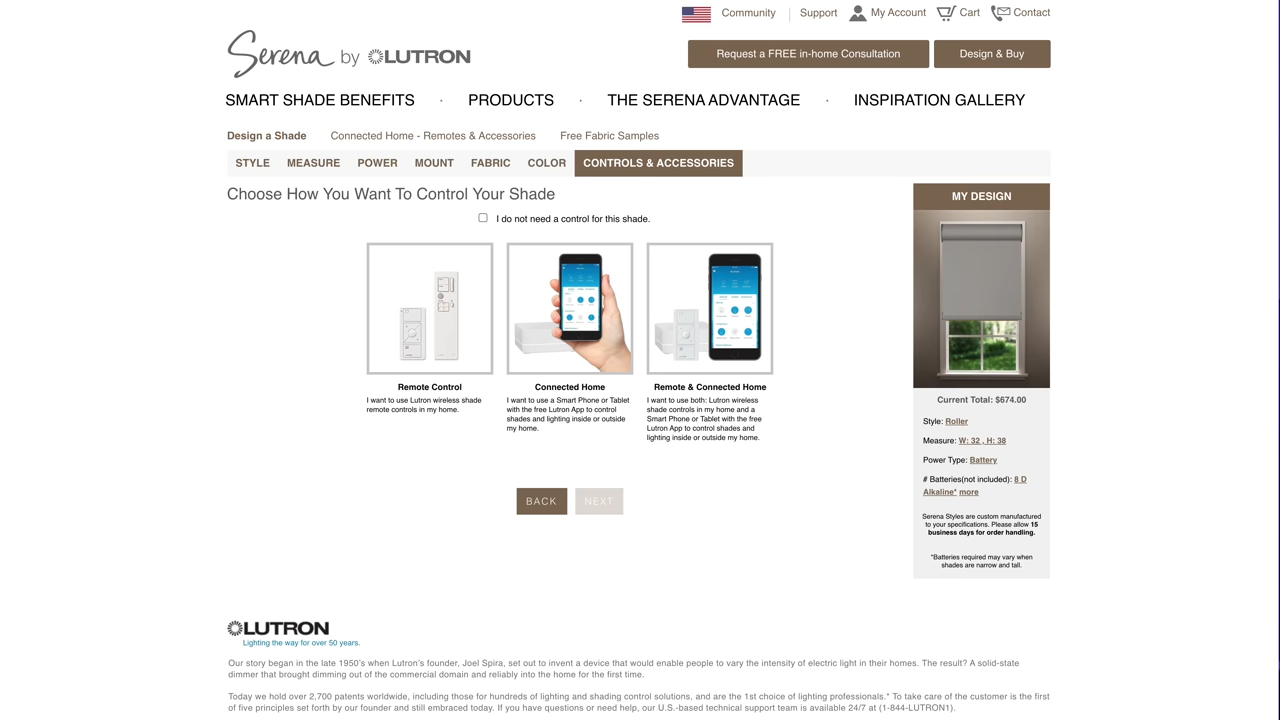 Community
Support
My Account
Cart
Contact
Serena by LUTRON
Request a FREE in-home Consultation
Design & Buy
SMART SHADE BENEFITS
PRODUCTS
THE SERENA ADVANTAGE
INSPIRATION GALLERY
Design a Shade
Connected Home - Remotes & Accessories
Free Fabric Samples
STYLE
MEASURE
POWER
MOUNT
FABRIC
COLOR
CONTROLS & ACCESSORIES
Choose How You Want To Control Your Shade
I do not need a control for this shade.
Remote Control
I want to use Lutron wireless shade
remote controls in my home.
Connected Home
I want to use a Smart Phone or Tablet
with the free Lutron App to control
shades and lighting inside or outside
my home.
Remote & Connected Home
I want to use both: Lutron wireless
shade controls in my home and a
Smart Phone or Tablet with the free
Lutron App to control shades and
lighting inside or outside my home.
BACK
NEXT
MY DESIGN
Current Total: $674.00
Style: Roller
Measure: W: 32 , H: 38
Power Type: Battery
# Batteries(not included): 8 D
Alkaline* more
Serena Styles are custom manufactured
to your specifications. Please allow 15
business days for order handling.
*Batteries required may vary when
shades are narrow and tall.
LUTRON
Lighting the way for over 50 years.
Our story began in the late 1950's when Lutron's founder, Joel Spira, set out to invent a device that would enable people to vary the intensity of electric light in their homes. The result? A solid-state
dimmer that brought dimming out of the commercial domain and reliably into the home for the first time.
Today we hold over 2,700 patents worldwide, including those for hundreds of lighting and shading control solutions, and are the 1st choice of lighting professionals.* To take care of the customer is the first
of five principles set forth by our founder and still embraced today. If you have questions or need help, our U.S.-based technical support team is available 24/7 at (1-844-LUTRON1).